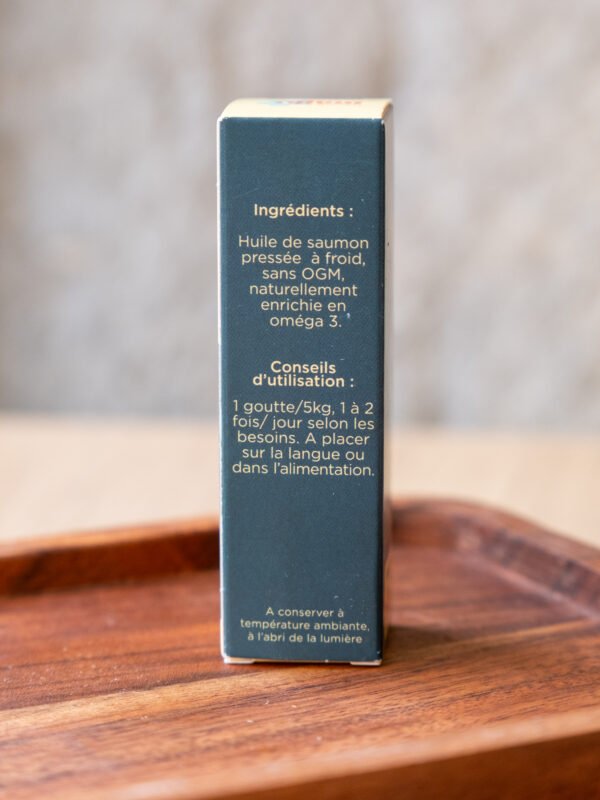 Ingrédients :
Huile de saumon
pressée à froid,
sans OGM,
naturellement
enrichie en
oméga 3.
Conseils
d'utilisation :
1 goutte/5kg, 1 à 2
fois/ jour selon les
besoins. A placer
sur la langue ou
dans l'alimentation.
A conserver à
température ambiante,
à l'abri de la lumière